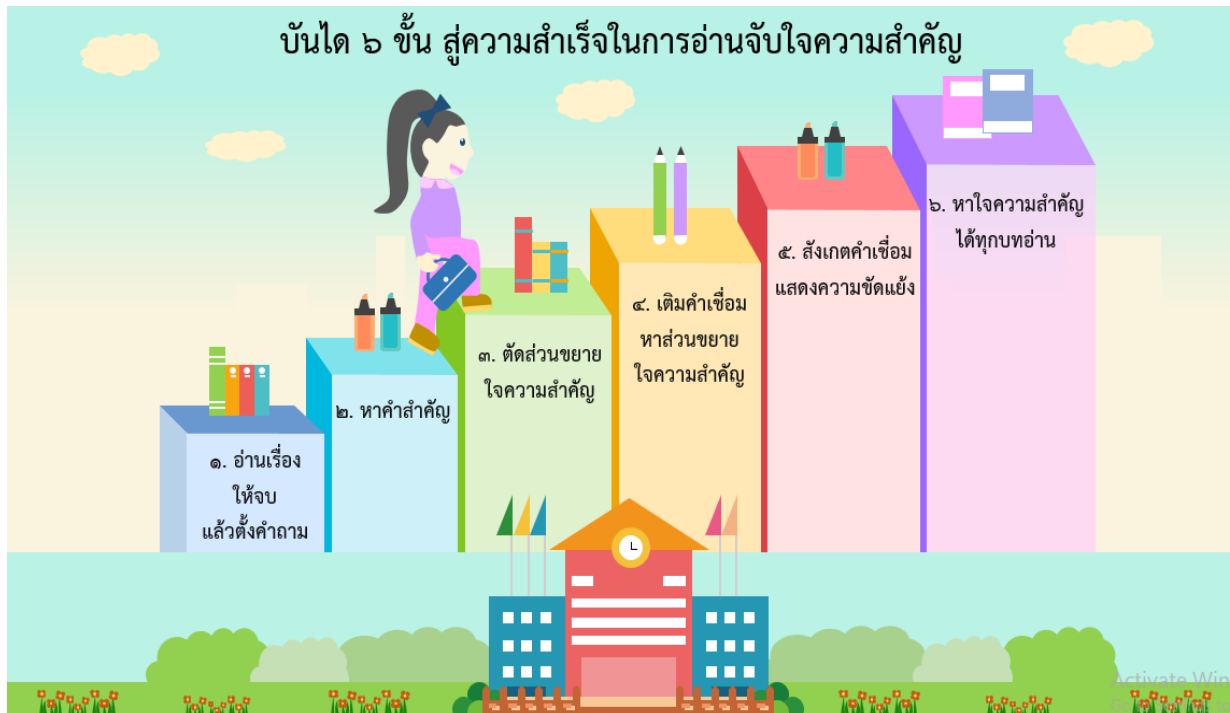 บันได ๖ ขั้น สู่ความสำเร็จในการอ่านจับใจความสำคัญ
๑. อ่านเรื่อง
ให้จบ
แล้วตั้งคำถาม
๒. หาคำสำคัญ
๓. ตัดส่วนขยาย
ใจความสำคัญ
๔. เติมคำเชื่อม
หาส่วนขยาย
ใจความสำคัญ
๕. สังเกตคำเชื่อม
แสดงความขัดแย้ง
๖. หาใจความสำคัญ
ได้ทุกบทอ่าน
Activate Win